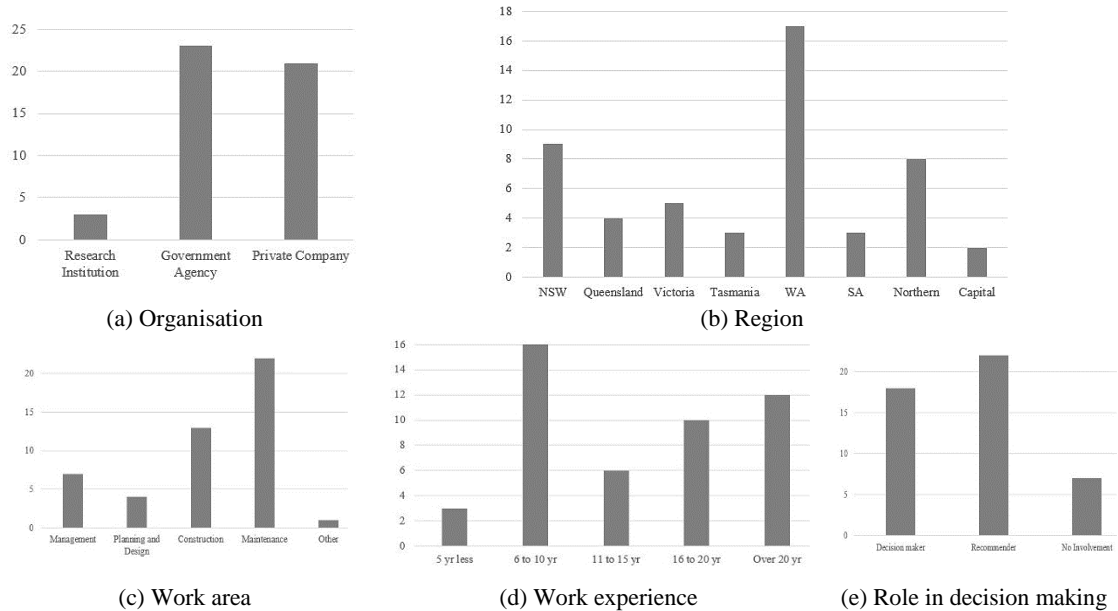 25
20
15
10
5
0
Research Institution
Government Agency
Private Company
(a) Organisation
18
16
14
12
10
8
6
4
2
0
NSW Queensland Victoria Tasmania WA SA Northern Capital
(b) Region
20
15
10
5
0
Management
Planning and Design
Construction
Maintenance
Other
(c) Work area
16
14
12
10
8
6
4
2
0
5 yr less 6 to 10 yr 11 to 15 yr 16 to 20 yr Over 20 yr
(d) Work experience
20
15
10
5
0
Decision maker Recommender No Involvement
(e) Role in decision making